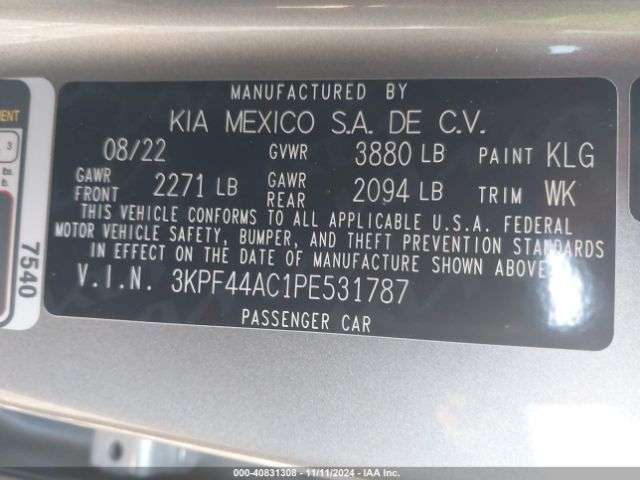 MANUFACTURED BY
KIA MEXICO S.A. DE C.V.
08/22 GVWR 3880 LB PAINT KLG
GAWR FRONT 2271 LB GAWR REAR 2094 LB TRIM WK
THIS VEHICLE CONFORMS TO ALL APPLICABLE U.S.A. FEDERAL
MOTOR VEHICLE SAFETY, BUMPER, AND THEFT PREVENTION STANDARDS
IN EFFECT ON THE DATE OF MANUFACTURE SHOWN ABOVE.
V.I.N. 3KPF44AC1PE531787
PASSENGER CAR
3
lbs.
lb.
7540
000-40831308 - 11/11/2024 - IAA Inc.